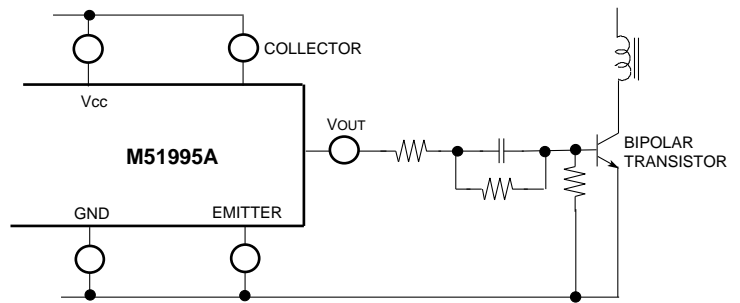 COLLECTOR
Vcc
VOUT
M51995A
BIPOLAR
TRANSISTOR
GND
EMITTER